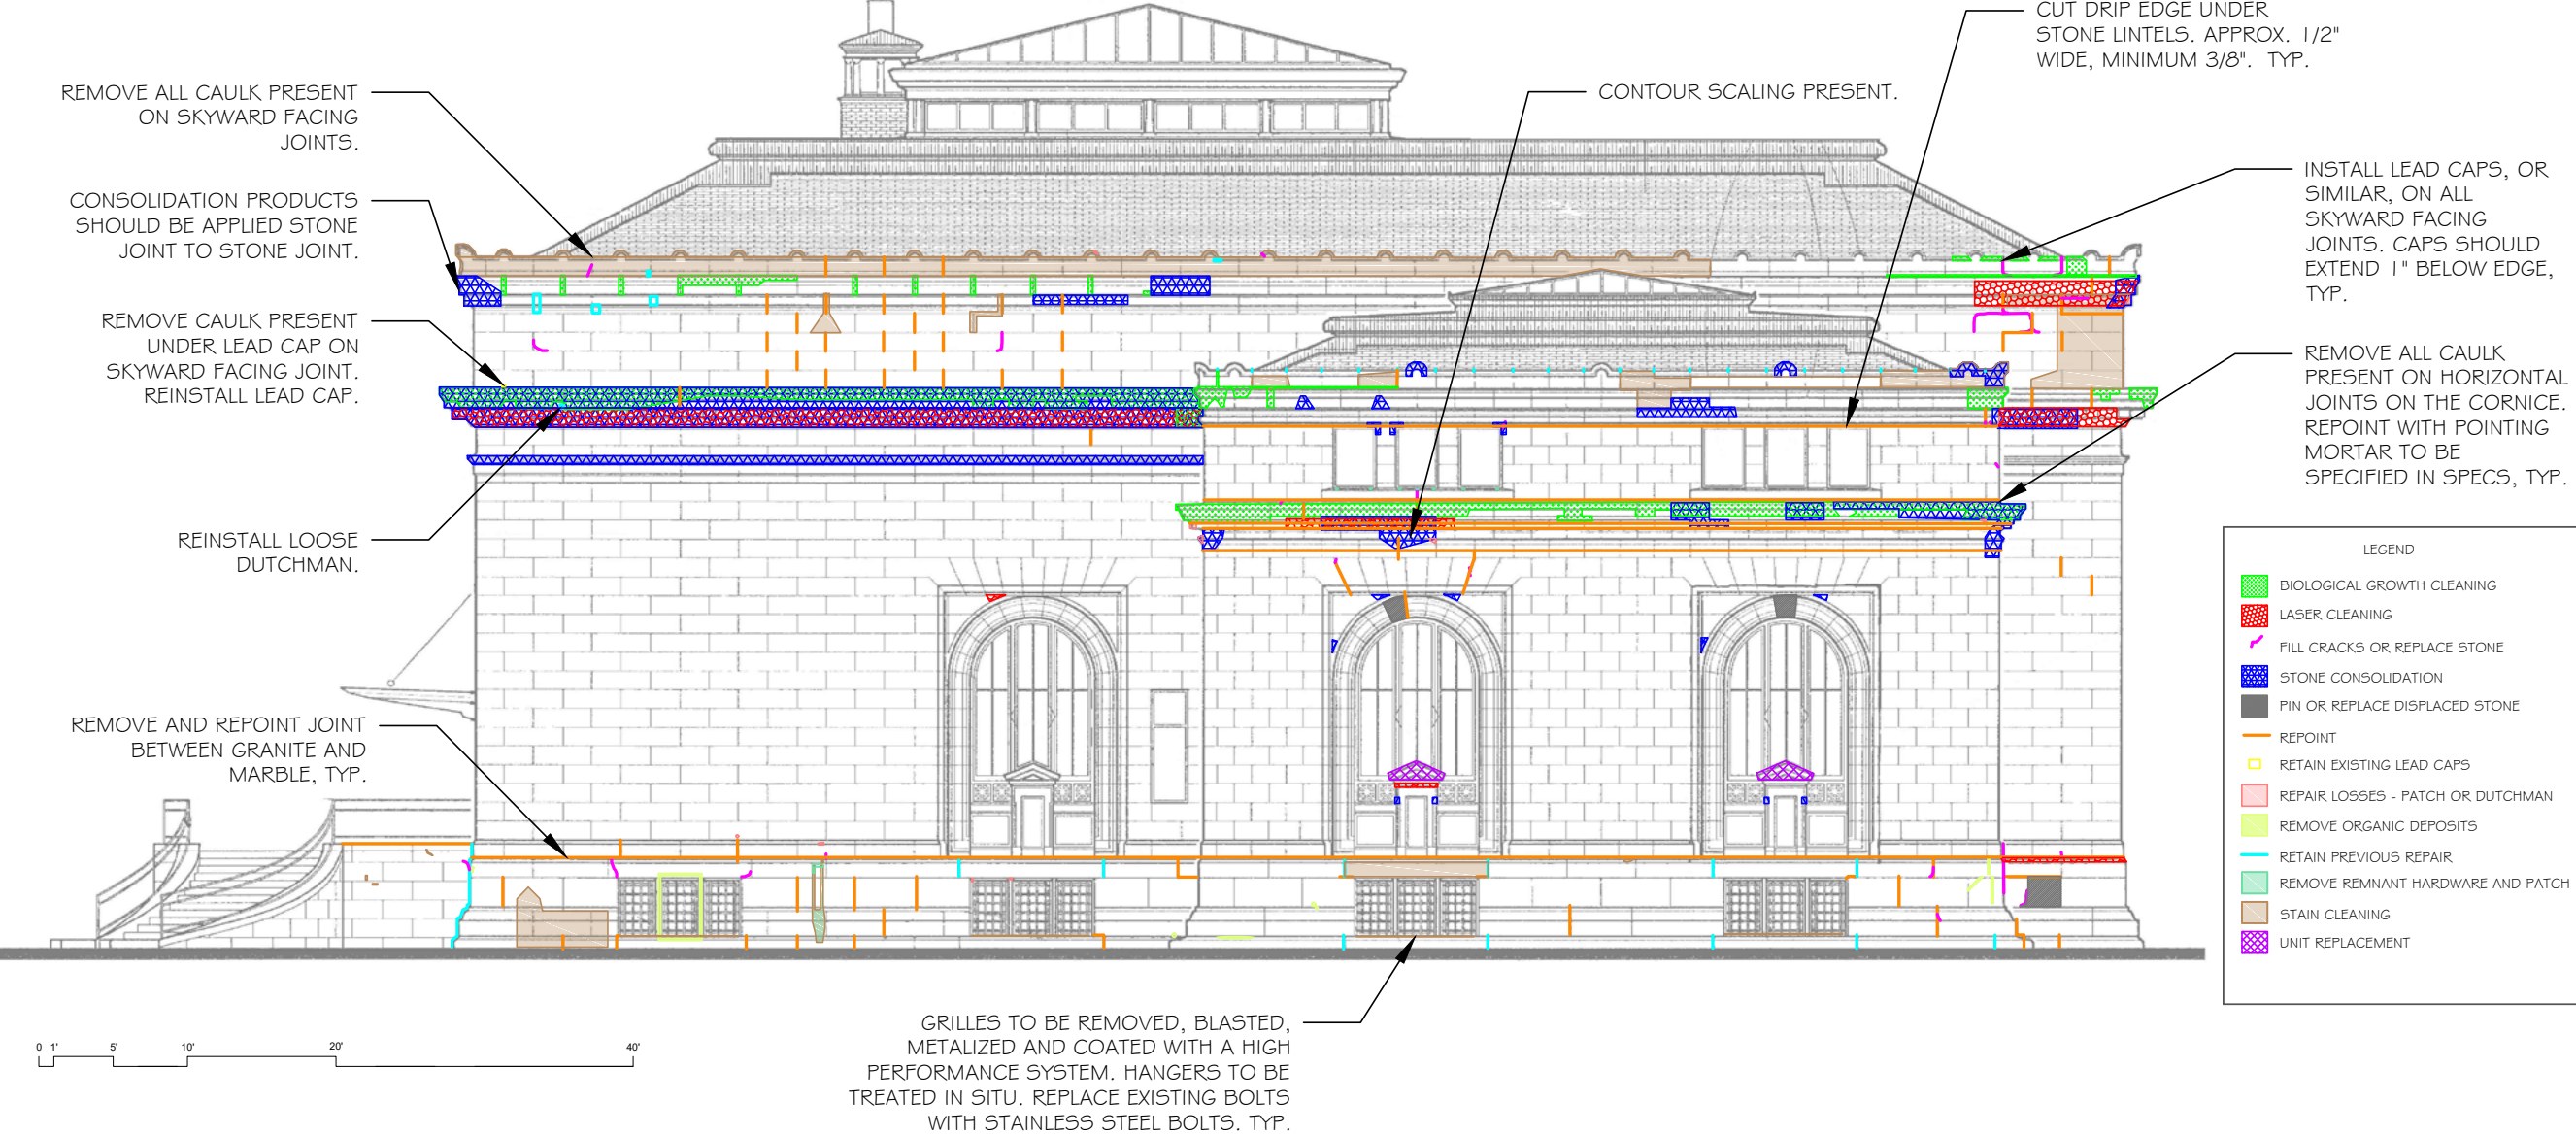 REMOVE ALL CAULK PRESENT
ON SKYWARD FACING
JOINTS.
CONSOLIDATION PRODUCTS
SHOULD BE APPLIED STONE
JOINT TO STONE JOINT.
REMOVE CAULK PRESENT
UNDER LEAD CAP ON
SKYWARD FACING JOINT.
REINSTALL LEAD CAP.
REINSTALL LOOSE
DUTCHMAN.
REMOVE AND REPOINT JOINT
BETWEEN GRANITE AND
MARBLE, TYP.
CONTOUR SCALING PRESENT.
CUT DRIP EDGE UNDER
STONE LINTELS. APPROX. 1/2"
WIDE, MINIMUM 3/8". TYP.
INSTALL LEAD CAPS, OR
SIMILAR, ON ALL
SKYWARD FACING
JOINTS. CAPS SHOULD
EXTEND 1" BELOW EDGE,
TYP.
REMOVE ALL CAULK
PRESENT ON HORIZONTAL
JOINTS ON THE CORNICE.
REPOINT WITH POINTING
MORTAR TO BE
SPECIFIED IN SPECS, TYP.
LEGEND
BIOLOGICAL GROWTH CLEANING
LASER CLEANING
FILL CRACKS OR REPLACE STONE
STONE CONSOLIDATION
PIN OR REPLACE DISPLACED STONE
REPOINT
RETAIN EXISTING LEAD CAPS
REPAIR LOSSES - PATCH OR DUTCHMAN
REMOVE ORGANIC DEPOSITS
RETAIN PREVIOUS REPAIR
REMOVE REMNANT HARDWARE AND PATCH
STAIN CLEANING
UNIT REPLACEMENT
GRILLES TO BE REMOVED, BLASTED,
METALIZED AND COATED WITH A HIGH
PERFORMANCE SYSTEM. HANGERS TO BE
TREATED IN SITU. REPLACE EXISTING BOLTS
WITH STAINLESS STEEL BOLTS. TYP.
0 1' 5' 10' 20' 40'